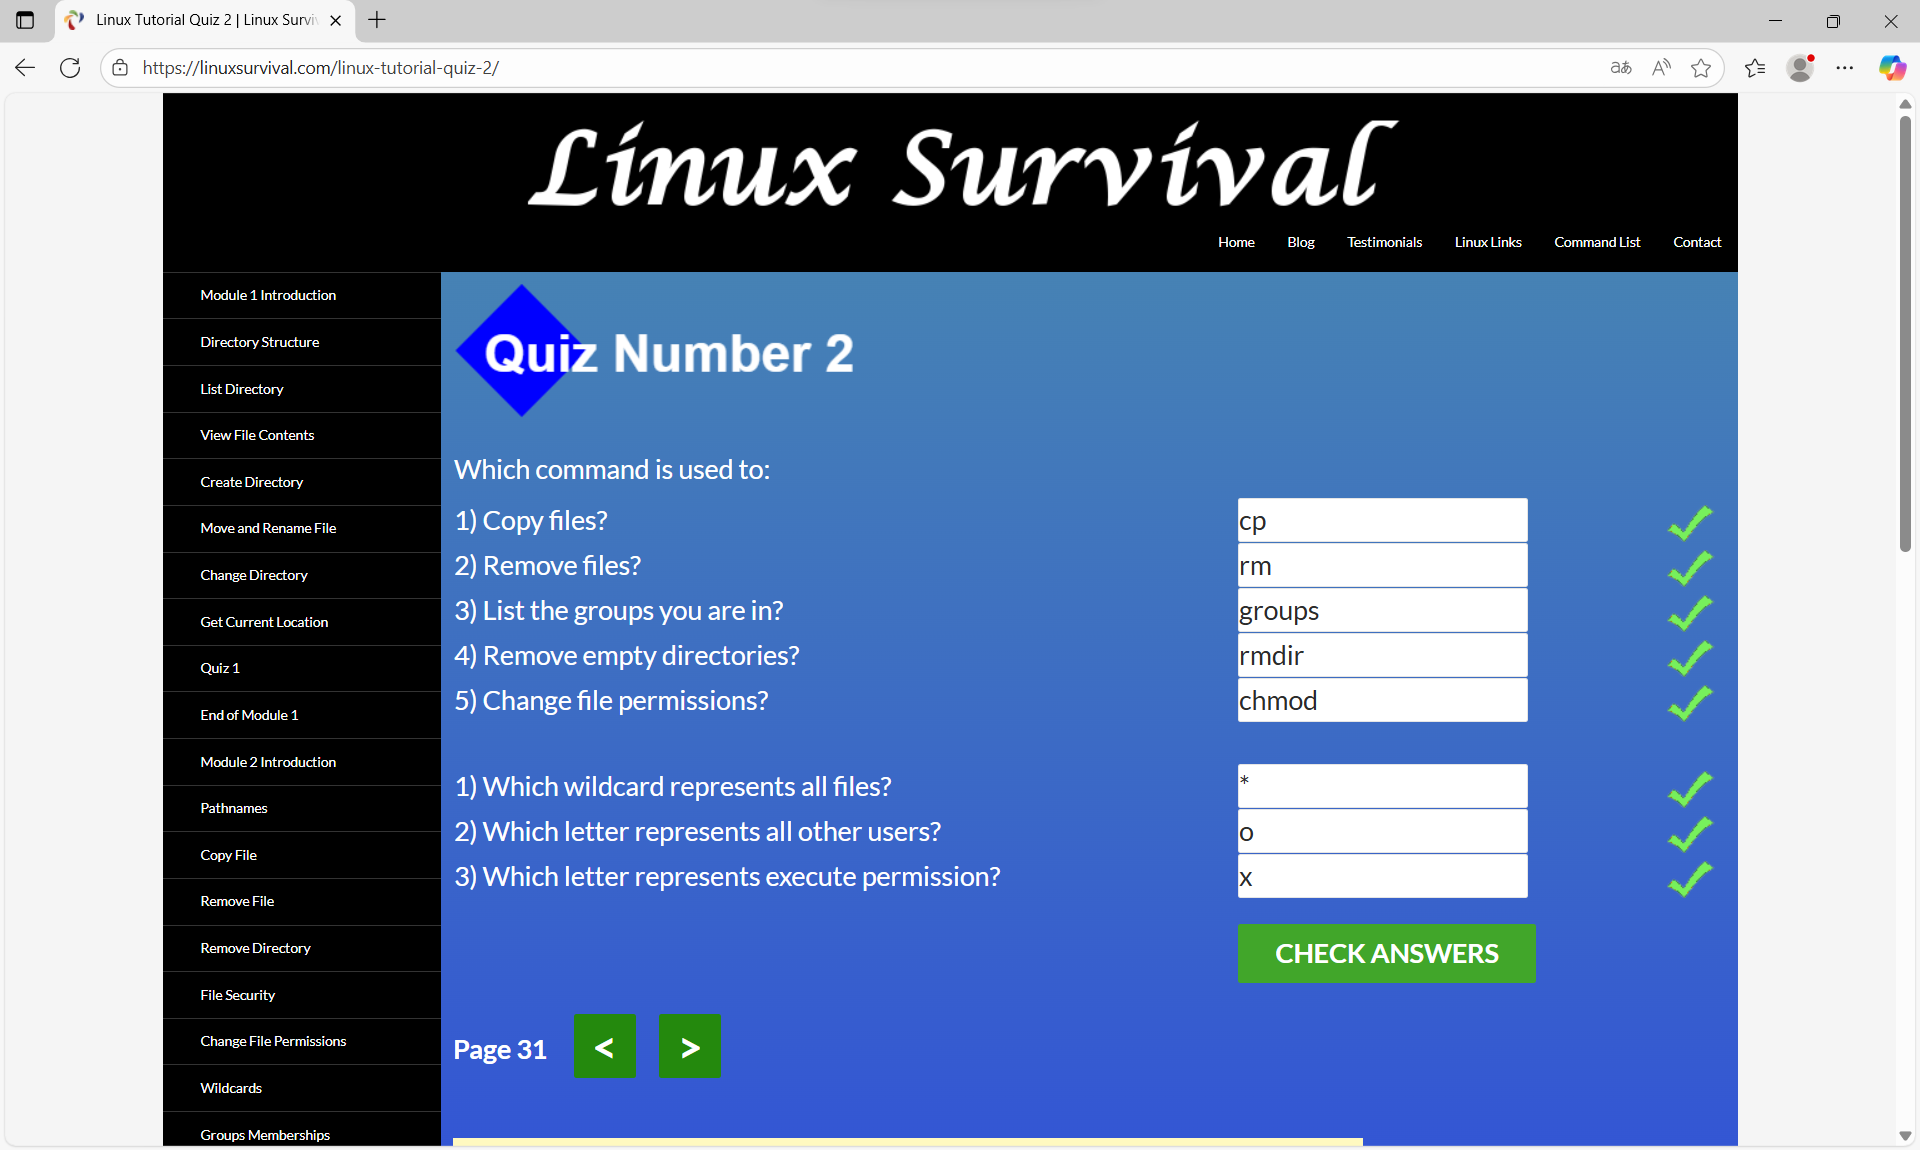 Linux Tutorial Quiz 2 | Linux Surviv
https://linuxsurvival.com/linux-tutorial-quiz-2/
Linux Survival
Home Blog Testimonials Linux Links Command List Contact
Module 1 Introduction
Directory Structure
List Directory
View File Contents
Create Directory
Move and Rename File
Change Directory
Get Current Location
Quiz 1
End of Module 1
Module 2 Introduction
Pathnames
Copy File
Remove File
Remove Directory
File Security
Change File Permissions
Wildcards
Groups Memberships
Quiz Number 2
Which command is used to:
1) Copy files? cp
2) Remove files? rm
3) List the groups you are in? groups
4) Remove empty directories? rmdir
5) Change file permissions? chmod
1) Which wildcard represents all files? *
2) Which letter represents all other users? o
3) Which letter represents execute permission? x
CHECK ANSWERS
Page 31 < >